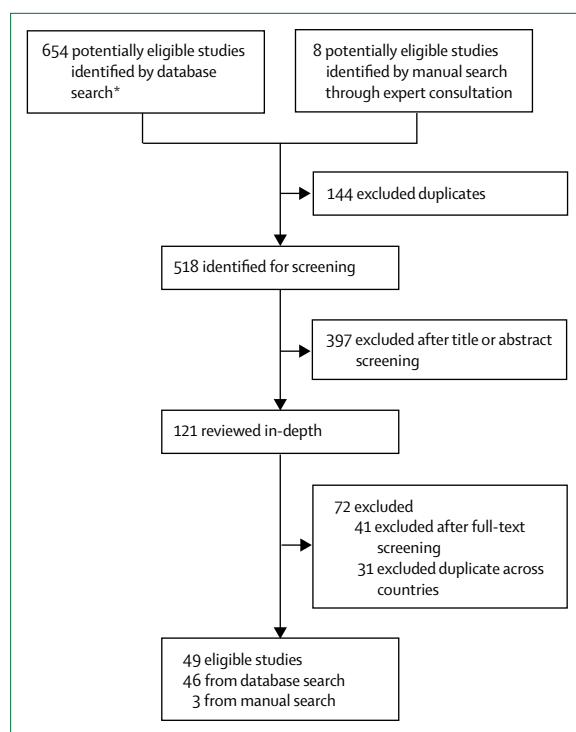 654 potentially eligible studies
identified by database
search*
8 potentially eligible studies
identified by manual search
through expert consultation
144 excluded duplicates
518 identified for screening
397 excluded after title or abstract
screening
121 reviewed in-depth
72 excluded
41 excluded after full-text
screening
31 excluded duplicate across
countries
49 eligible studies
46 from database search
3 from manual search